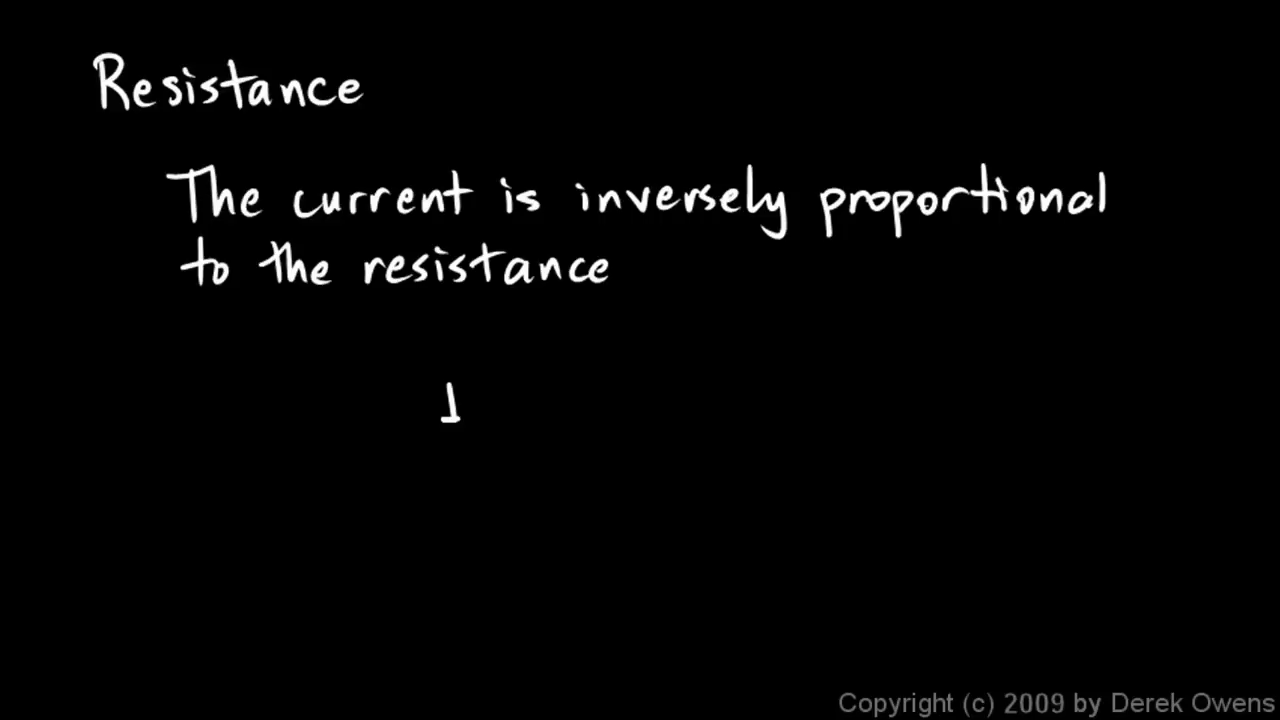 Resistance
The current is inversely proportional
to the resistance
Copyright (c) 2009 by Derek Owens